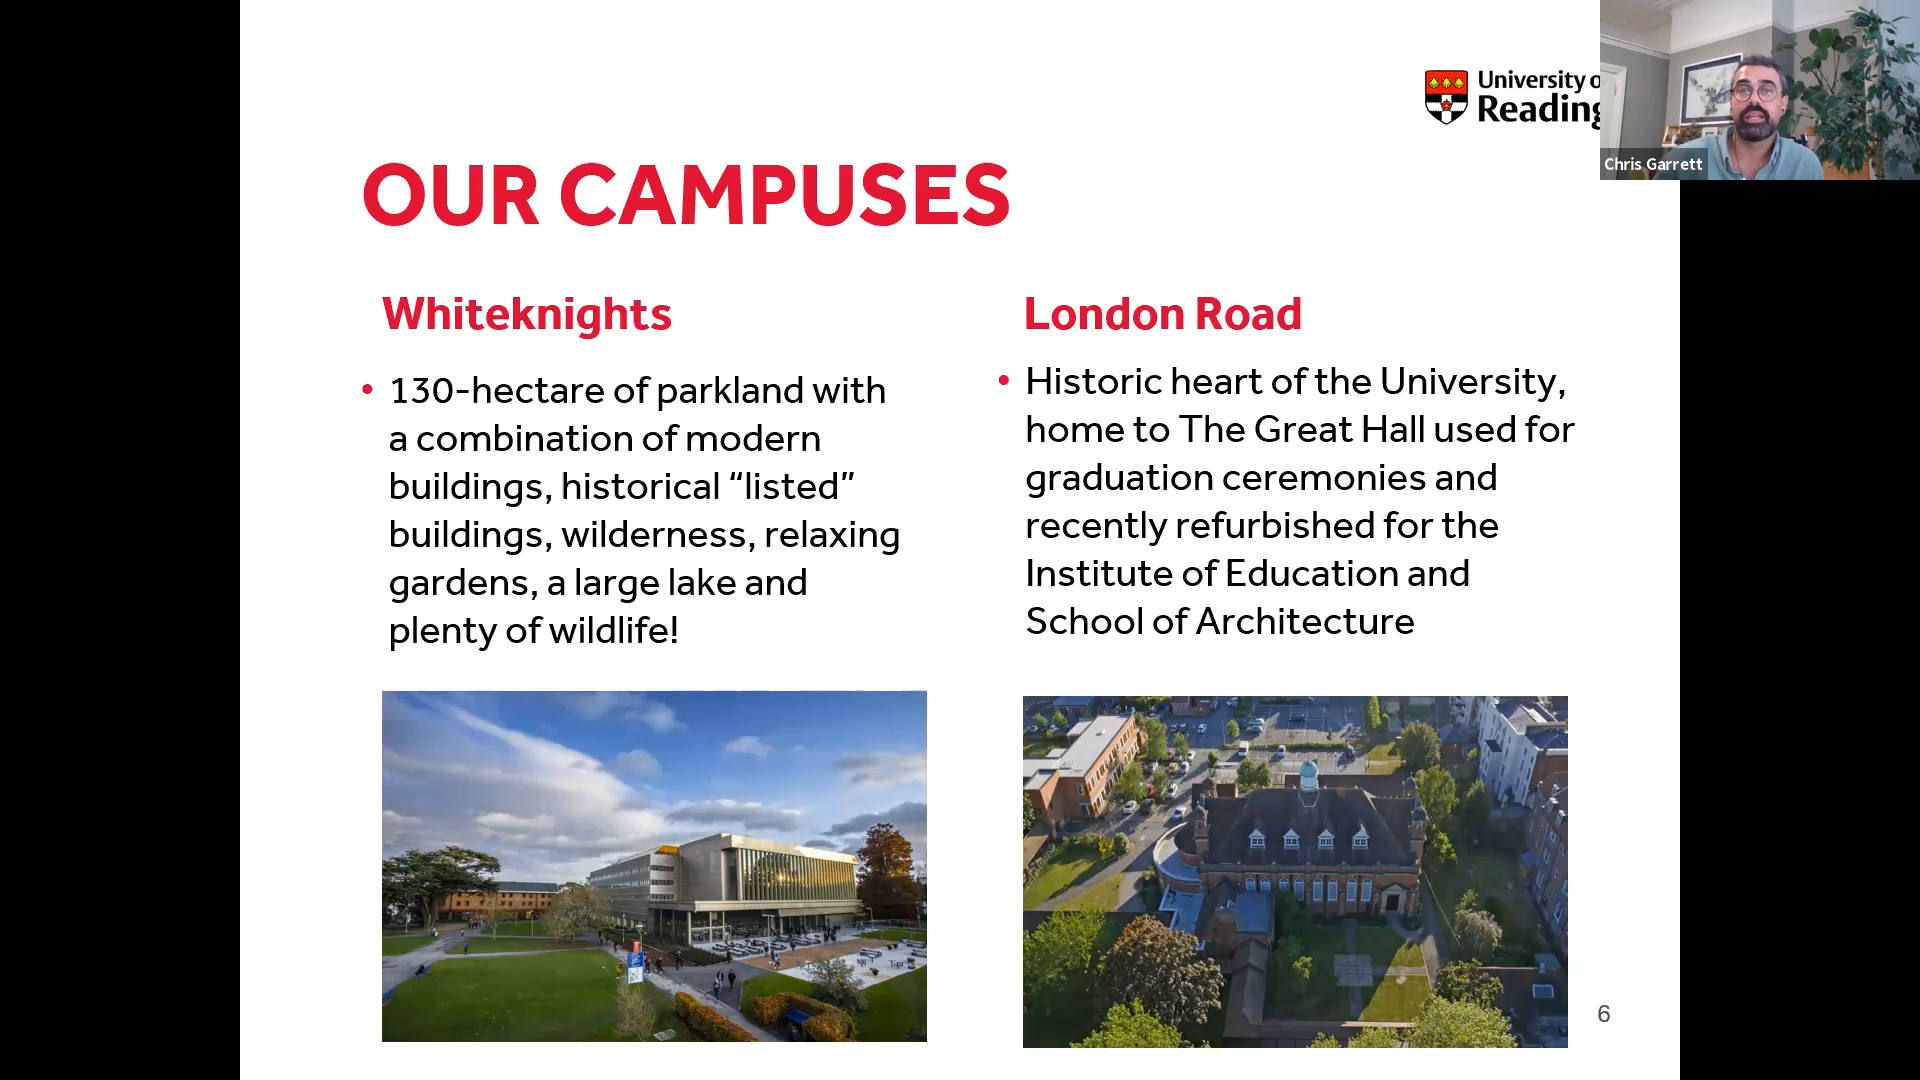 University o
Reading
Chris Garrett
OUR CAMPUSES
Whiteknights
• 130-hectare of parkland with
a combination of modern
buildings, historical “listed”
buildings, wilderness, relaxing
gardens, a large lake and
plenty of wildlife!
London Road
• Historic heart of the University,
home to The Great Hall used for
graduation ceremonies and
recently refurbished for the
Institute of Education and
School of Architecture
6